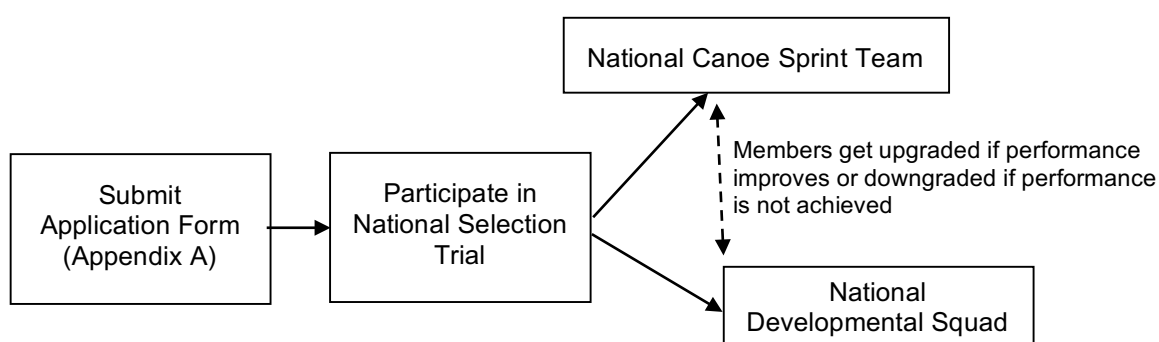 National Canoe Sprint Team
Members get upgraded if performance
improves or downgraded if performance
is not achieved
Submit
Application Form
(Appendix A)
Participate in
National Selection
Trial
National
Developmental Squad